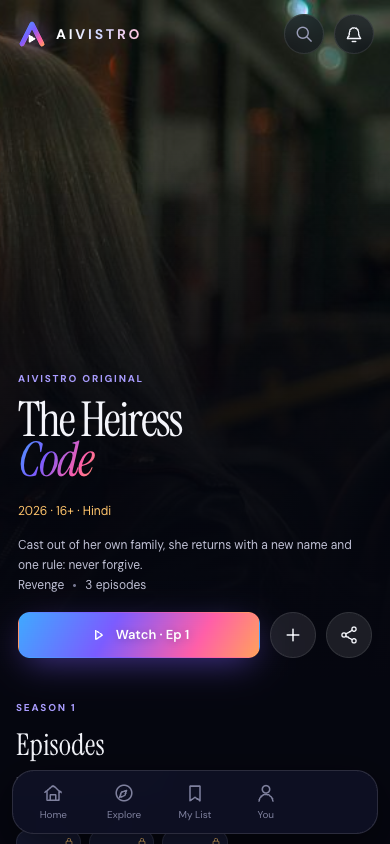 AIVISTRO
AIVISTRO ORIGINAL
The Heiress
Code
2026 · 16+ · Hindi
Cast out of her own family, she returns with a new name and
one rule: never forgive.
Revenge • 3 episodes
Watch · Ep 1
SEASON 1
Episodes
Home Explore My List You